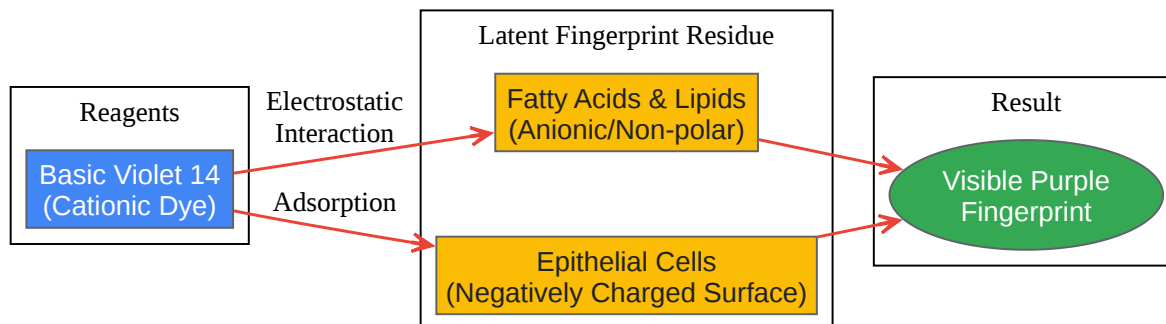 Reagents
Basic Violet 14
(Cationic Dye)
Electrostatic
Interaction
Adsorption
Latent Fingerprint Residue
Fatty Acids & Lipids
(Anionic/Non-polar)
Epithelial Cells
(Negatively Charged Surface)
Result
Visible Purple
Fingerprint